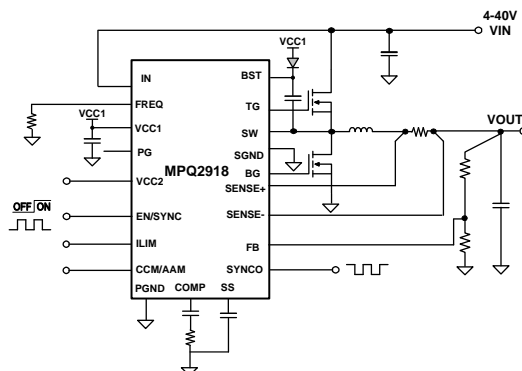 4-40V
VIN
VCC1
IN
BST
FREQ
TG
VCC1
VCC1
SW
VOUT
PG
SGND
MPQ2918
BG
VCC2
SENSE+
OFF ON
EN/SYNC
SENSE-
ILIM
FB
CCM/AAM
SYNCO
PGND
COMP
SS